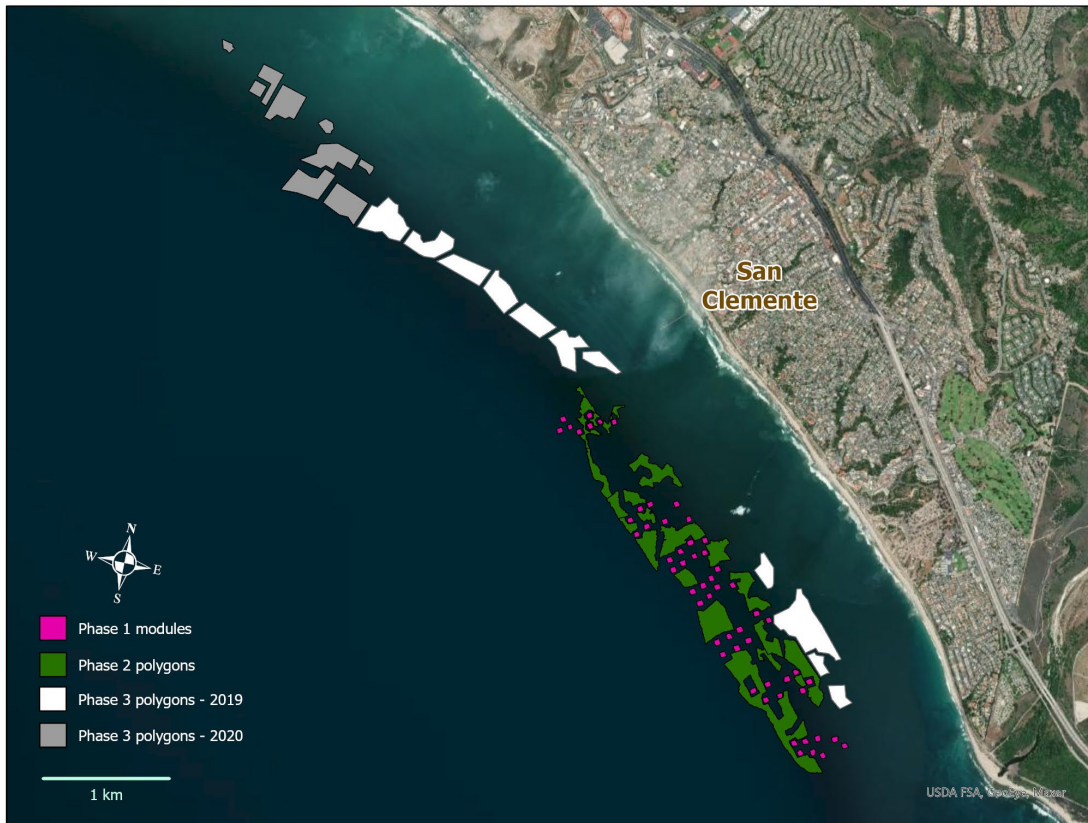 San
Clemente
N
W
E
S
Phase 1 modules
Phase 2 polygons
Phase 3 polygons - 2019
Phase 3 polygons - 2020
1 km
USDA FSA, GeoEye, Maxar